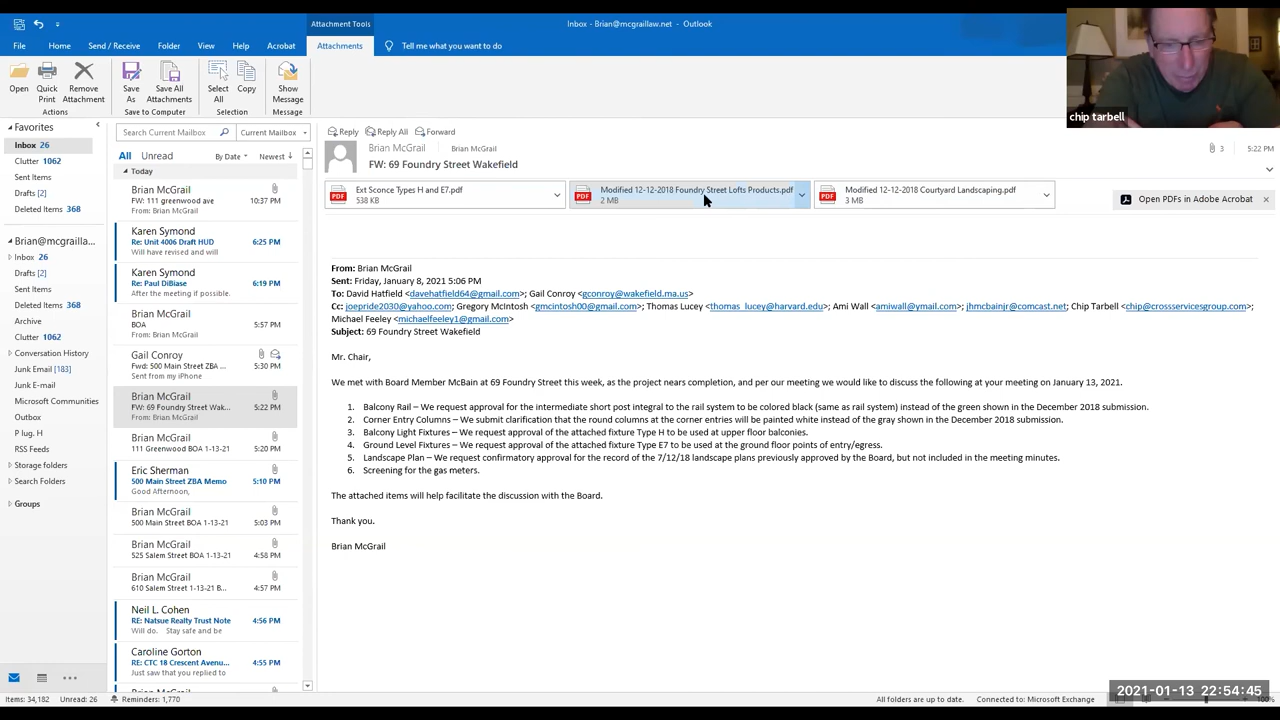 Attachment Tools
Inbox - Brian@mcgraillaw.net - Outlook
File Home Send / Receive Folder View Help Acrobat Attachments Tell me what you want to do
Open
Quick Print
Remove Attachment
Save As
Save All Attachments
Select All
Copy
Show Message
Actions
Save to Computer
Selection
Message
chip tarbell
Favorites
Inbox 26
Clutter 1062
Sent Items
Drafts [2]
Deleted Items 368
Brian@mcgraillaw...
Inbox 26
Drafts [2]
Sent Items
Deleted Items 368
Archive
Clutter 1062
Conversation History
Junk Email [183]
Junk E-mail
Microsoft Communities
Outbox
P lug. H
RSS Feeds
Storage folders
Search Folders
Groups
Search Current Mailbox
Current Mailbox
All Unread
By Date
Newest ↓
Today
Brian McGrail
FW: 111 greenwood ave 10:37 PM
From: Brian McGrail
Karen Symond
Re: Unit 4006 Draft HUD 6:25 PM
Will have revised and will
Karen Symond
Re: Paul DiBiase 6:19 PM
After the meeting if possible.
Brian McGrail
BOA 5:57 PM
From: Brian McGrail
Gail Conroy
Fwd: 500 Main Street ZBA ... 5:30 PM
Sent from my iPhone
Brian McGrail
FW: 69 Foundry Street Wak... 5:22 PM
From: Brian McGrail
Brian McGrail
111 Greenwood BOA 1-13-21 5:20 PM
Eric Sherman
500 Main Street ZBA Memo 5:10 PM
Good Afternoon,
Brian McGrail
500 Main Street BOA 1-13-21 5:03 PM
Brian McGrail
525 Salem Street BOA 1-13-21 4:58 PM
Brian McGrail
610 Salem Street 1-13-21 B... 4:57 PM
Neil L. Cohen
RE: Natsue Realty Trust Note 4:56 PM
Will do. Stay safe and be
Caroline Gorton
RE: CTC 18 Crescent Avenu... 4:55 PM
Just saw that you replied to
Reply Reply All Forward
Brian McGrail Brian McGrail
3 5:22 PM
FW: 69 Foundry Street Wakefield
Ext Sconce Types H and E7.pdf
538 KB
Modified 12-12-2018 Foundry Street Lofts Products.pdf
2 MB
Modified 12-12-2018 Courtyard Landscaping.pdf
3 MB
Open PDFs in Adobe Acrobat
From: Brian McGrail
Sent: Friday, January 8, 2021 5:06 PM
To: David Hatfield <davehatfield64@gmail.com>; Gail Conroy <gconroy@wakefield.ma.us>
Cc: joepride2030@yahoo.com; Gregory McIntosh <gmcintosh00@gmail.com>; Thomas Lucey <thomas_lucey@harvard.edu>; Ami Wall <amiwall@ymail.com>; jhmcbainjr@comcast.net; Chip Tarbell <chip@crossservicesgroup.com>;
Michael Feeley <michaelfeeley1@gmail.com>
Subject: 69 Foundry Street Wakefield
Mr. Chair,
We met with Board Member McBain at 69 Foundry Street this week, as the project nears completion, and per our meeting we would like to discuss the following at your meeting on January 13, 2021.
1. Balcony Rail – We request approval for the intermediate short post integral to the rail system to be colored black (same as rail system) instead of the green shown in the December 2018 submission.
2. Corner Entry Columns – We submit clarification that the round columns at the corner entries will be painted white instead of the gray shown in the December 2018 submission.
3. Balcony Light Fixtures – We request approval of the attached fixture Type H to be used at upper floor balconies.
4. Ground Level Fixtures – We request approval of the attached fixture Type E7 to be used at the ground floor points of entry/egress.
5. Landscape Plan – We request confirmatory approval for the record of the 7/12/18 landscape plans previously approved by the Board, but not included in the meeting minutes.
6. Screening for the gas meters.
The attached items will help facilitate the discussion with the Board.
Thank you.
Brian McGrail
Items: 34,182 Unread: 26 Reminders: 1,770
All folders are up to date. Connected to: Microsoft Exchange
2021-01-13 22:54:45